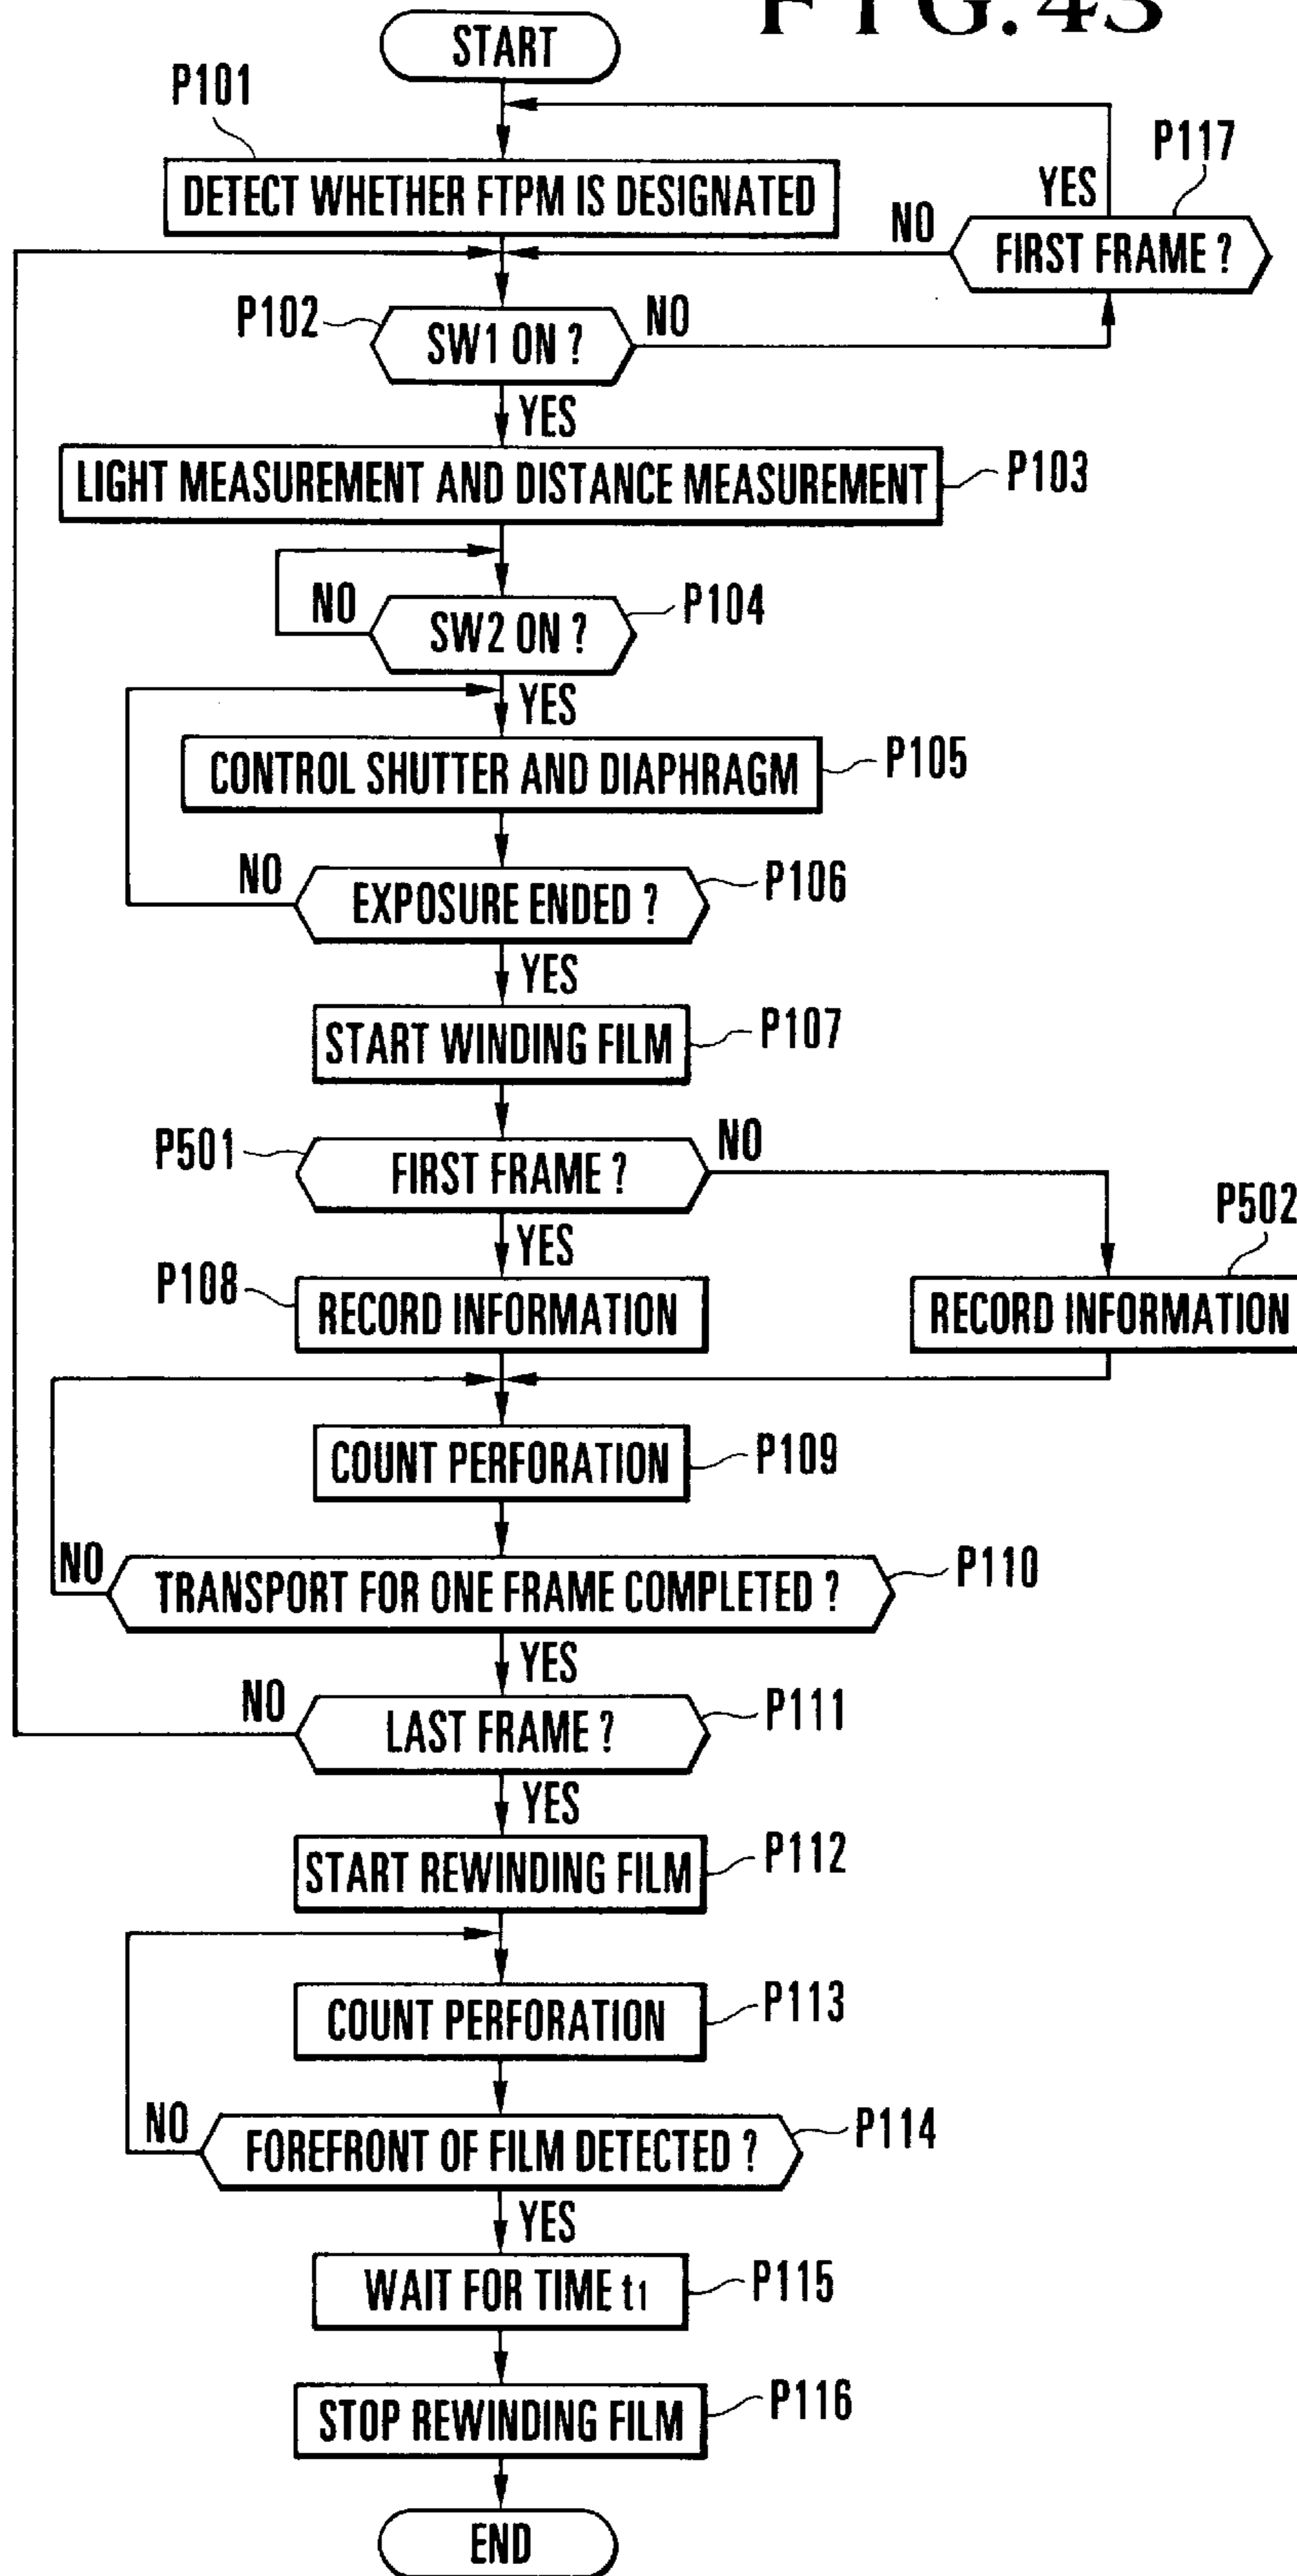 FIG. 43
START
P101
DETECT WHETHER FTPM IS DESIGNATED
P117
YES
NO
FIRST FRAME ?
P102
SW1 ON ?
NO
YES
LIGHT MEASUREMENT AND DISTANCE MEASUREMENT
P103
NO
SW2 ON ?
P104
YES
CONTROL SHUTTER AND DIAPHRAGM
P105
NO
EXPOSURE ENDED ?
P106
YES
START WINDING FILM
P107
P501
FIRST FRAME ?
NO
YES
P502
P108
RECORD INFORMATION
RECORD INFORMATION
COUNT PERFORATION
P109
NO
TRANSPORT FOR ONE FRAME COMPLETED ?
P110
YES
NO
LAST FRAME ?
P111
YES
START REWINDING FILM
P112
COUNT PERFORATION
P113
NO
FOREFRONT OF FILM DETECTED ?
P114
YES
WAIT FOR TIME t1
P115
STOP REWINDING FILM
P116
END